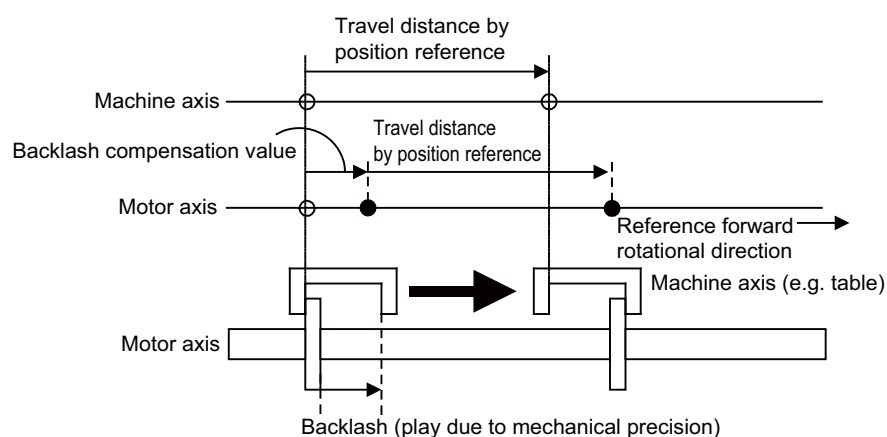 Travel distance by
position reference
Machine axis
Travel distance
by position reference
Backlash compensation value
Motor axis
Reference forward
rotational direction
Machine axis (e.g. table)
Motor axis
Backlash (play due to mechanical precision)